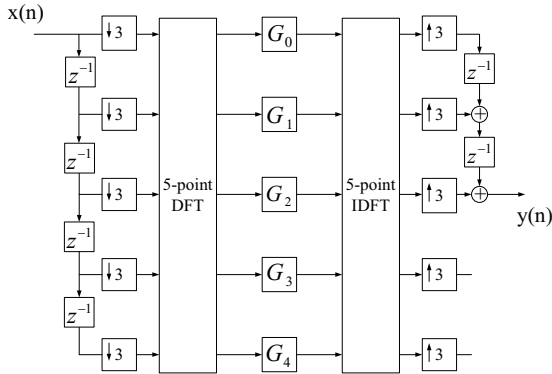 x(n)
↓3 G₀ ↑3
z⁻¹ z⁻¹
↓3 G₁ ↑3 +
z⁻¹ z⁻¹
↓3 5-point DFT G₂ 5-point IDFT ↑3 +
y(n)
z⁻¹
↓3 G₃ ↑3
z⁻¹
↓3 G₄ ↑3